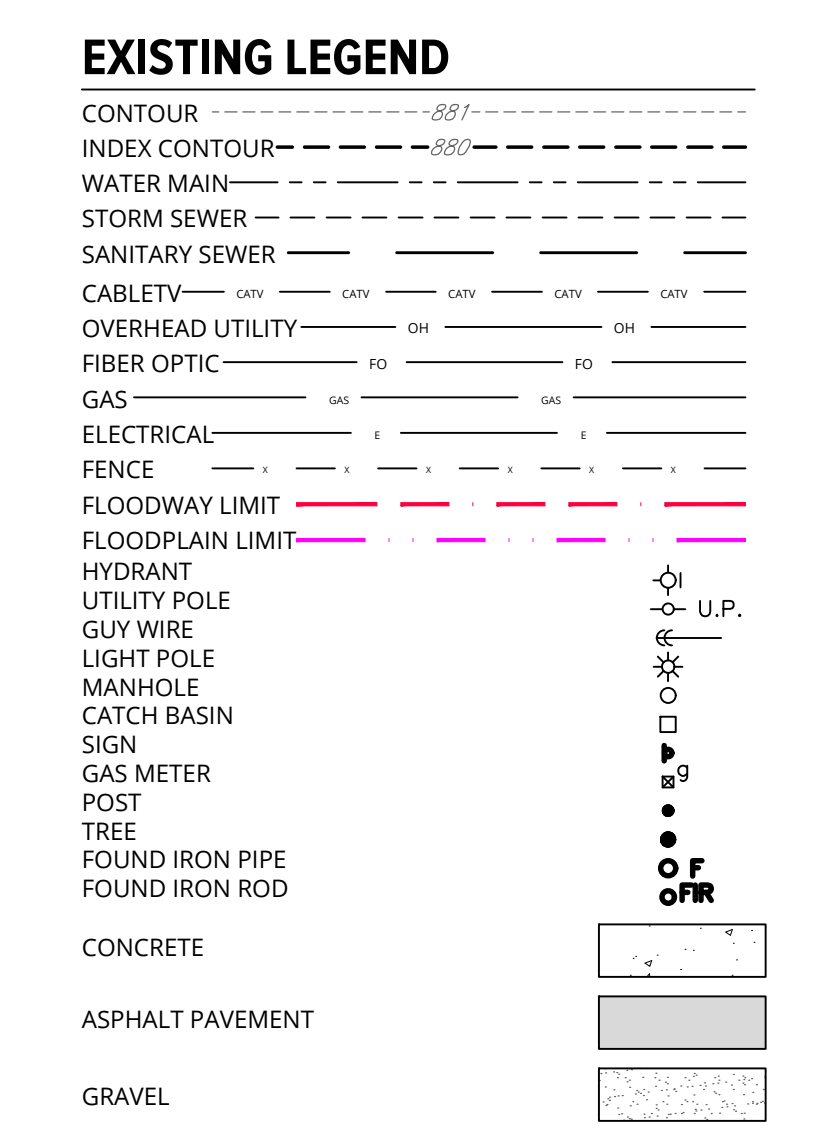 EXISTING LEGEND
CONTOUR 881
INDEX CONTOUR 880
WATER MAIN
STORM SEWER
SANITARY SEWER
CABLETV CATV CATV CATV CATV CATV
OVERHEAD UTILITY OH OH
FIBER OPTIC FO FO
GAS GAS GAS
ELECTRICAL E E
FENCE X X X X X X
FLOODWAY LIMIT
FLOODPLAIN LIMIT
HYDRANT
UTILITY POLE U.P.
GUY WIRE
LIGHT POLE
MANHOLE
CATCH BASIN
SIGN
GAS METER g
POST
TREE
FOUND IRON PIPE F
FOUND IRON ROD FIR
CONCRETE
ASPHALT PAVEMENT
GRAVEL